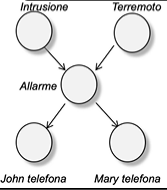 Intrusione Terremoto
Allarme
John telefona Mary telefona